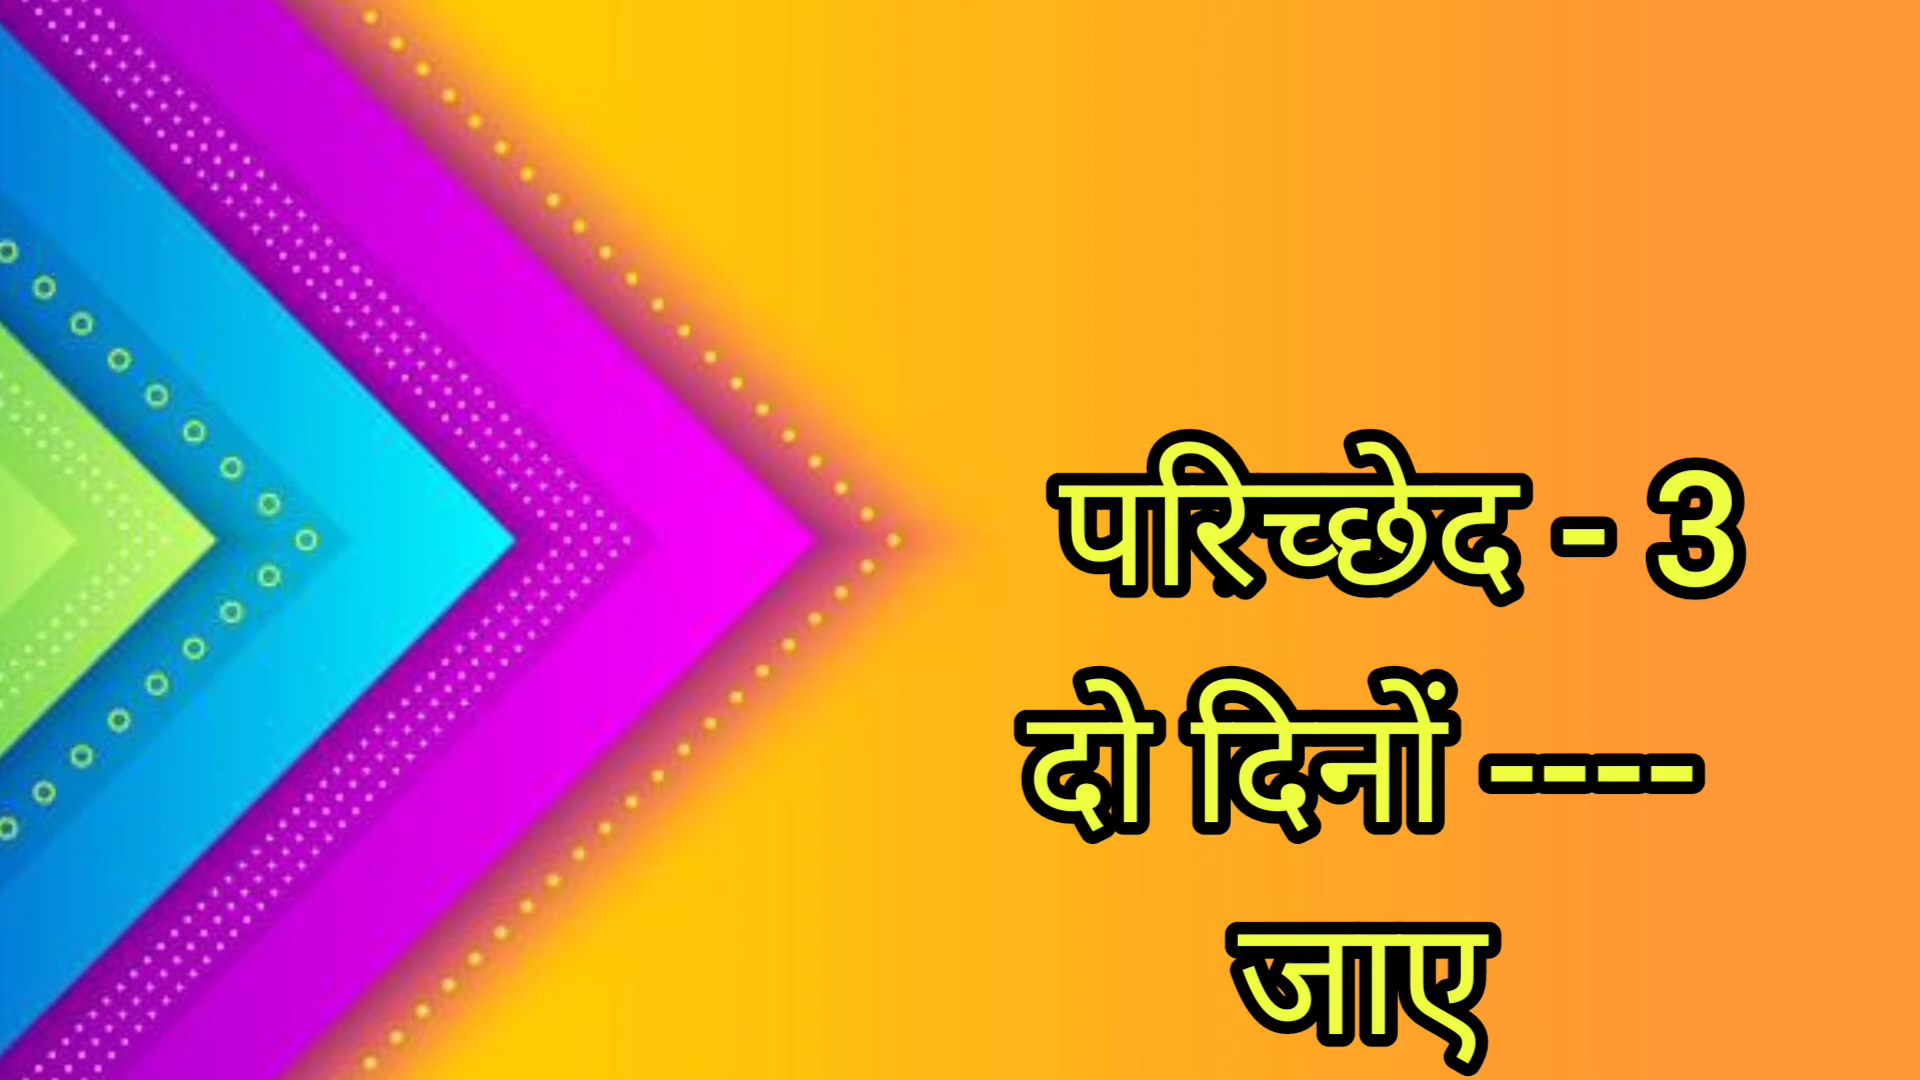 परिच्छेद - 3
दो दिनों ----
जाए